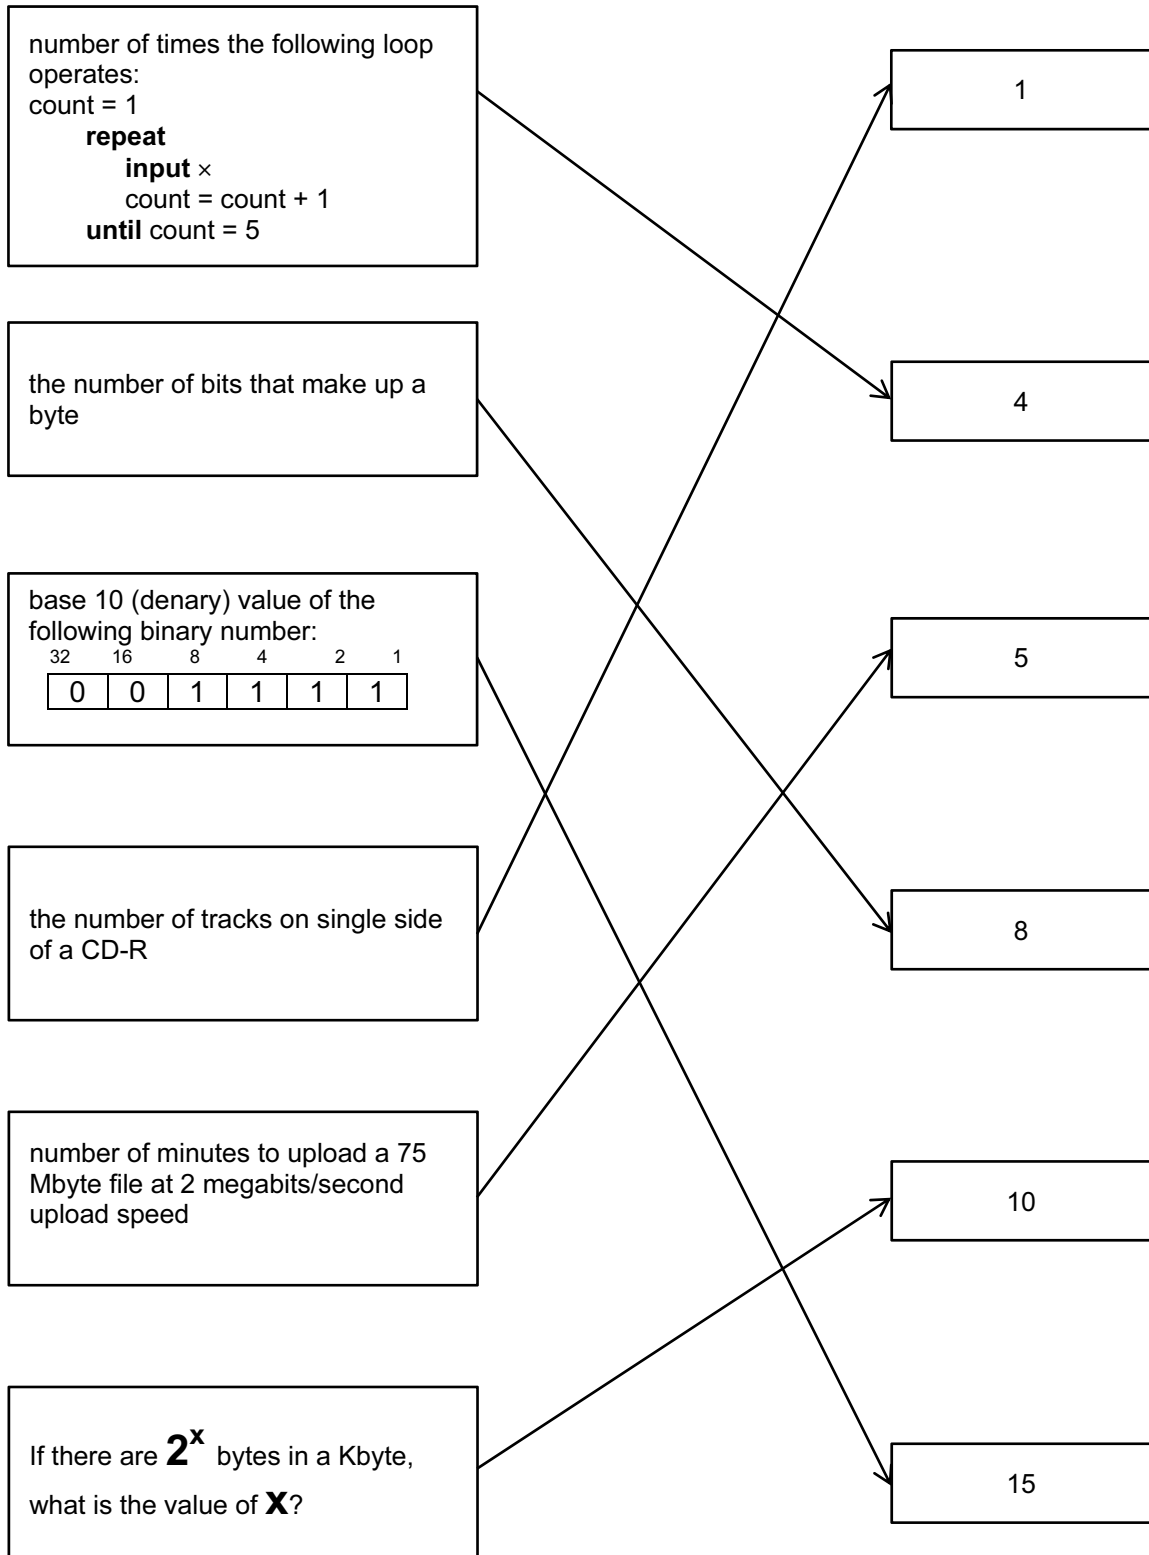 number of times the following loop
operates:
count = 1
repeat
input ×
count = count + 1
until count = 5
1
the number of bits that make up a
byte
4
base 10 (denary) value of the
following binary number:
32 16 8 4 2 1
0 0 1 1 1 1
5
the number of tracks on single side
of a CD-R
8
number of minutes to upload a 75
Mbyte file at 2 megabits/second
upload speed
10
If there are 2^x bytes in a Kbyte,
what is the value of x?
15